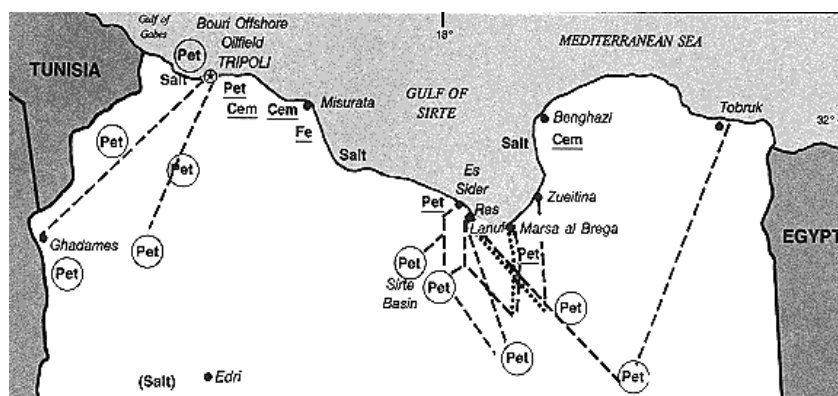 Gulf of
Gabes
Bouri Offshore
Oilfield
TRIPOLI
18°
MEDITERRANEAN SEA
TUNISIA
Pet
Salt
Pet
Cem
Cem
Fe
Misurata
GULF OF
SIRTE
Benghazi
Salt
Cem
Tobruk
32°
Pet
Pet
Salt
Es
Sider
Pet
Ras
Lanuf
Zueitina
Marsa al Brega
Ghadames
Pet
Pet
EGYPT
Pet
Pet
Sirte
Basin
Pet
Pet
Pet
Pet
(Salt)
Edri